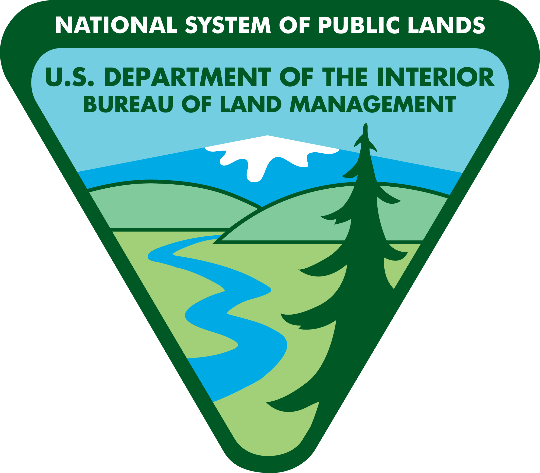 NATIONAL SYSTEM OF PUBLIC LANDS
U.S. DEPARTMENT OF THE INTERIOR
BUREAU OF LAND MANAGEMENT